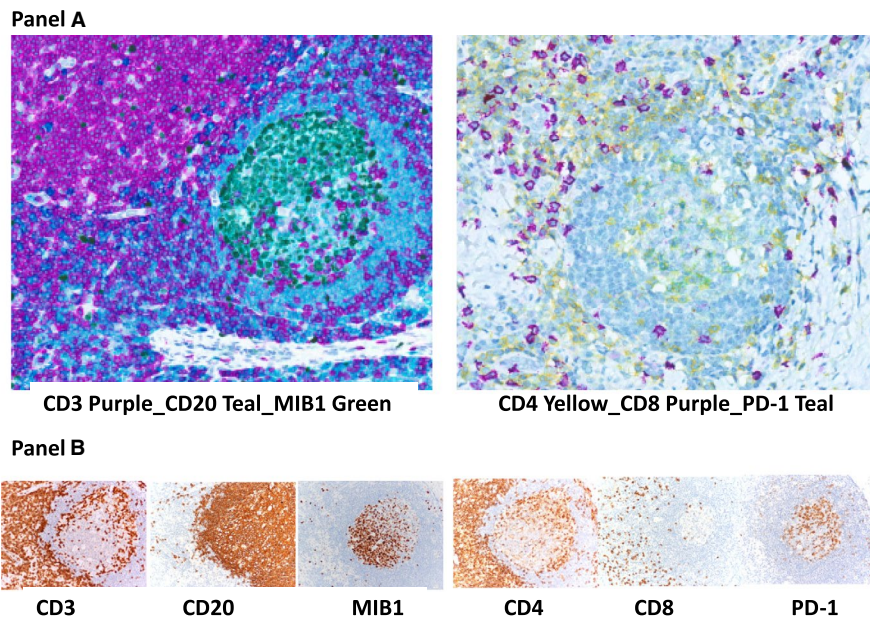 Panel A
CD3 Purple_CD20 Teal_MIB1 Green
CD4 Yellow_CD8 Purple_PD-1 Teal
Panel B
CD3
CD20
MIB1
CD4
CD8
PD-1